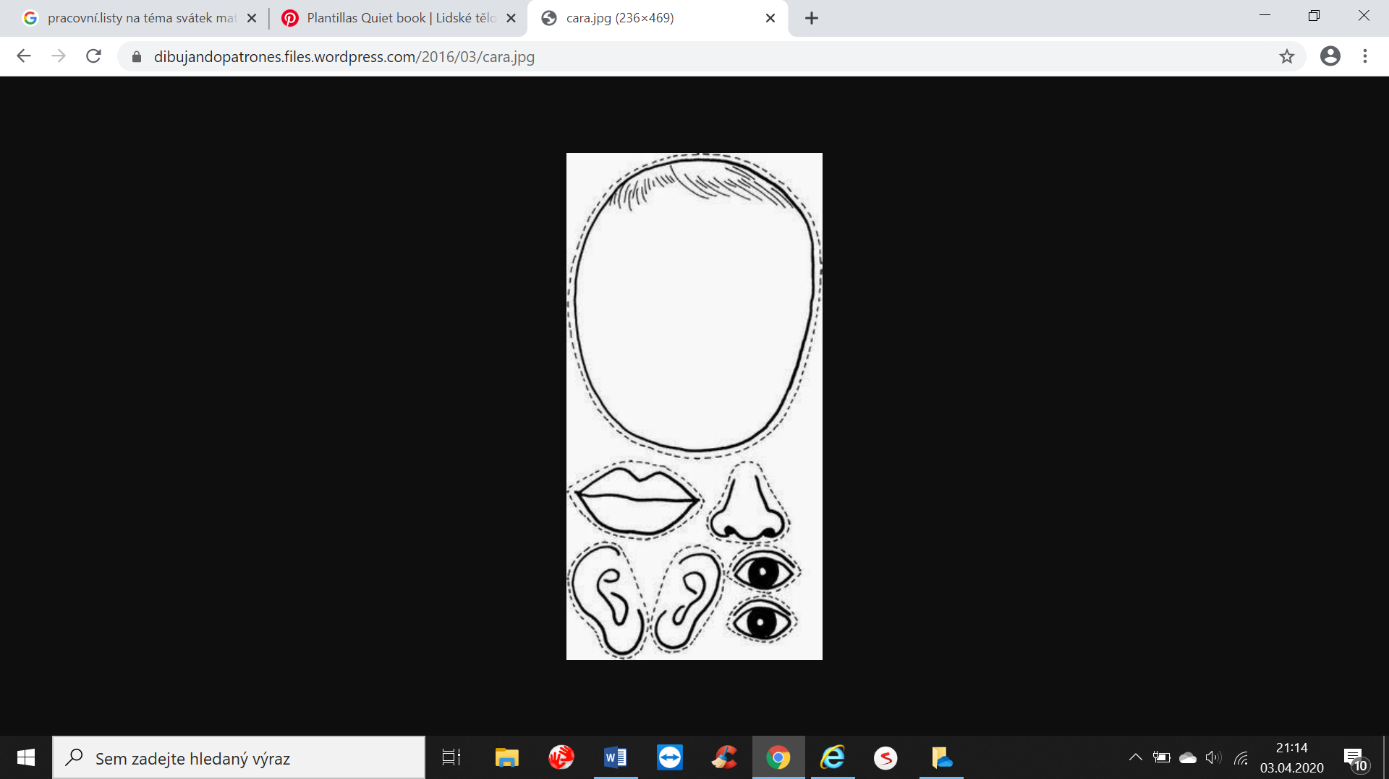 pracovní.listy na téma svátek mat
Plantillas Quiet book | Lidské tělo
cara.jpg (236×469)
dibujandopatrones.files.wordpress.com/2016/03/cara.jpg
Sem zadejte hledaný výraz
21:14
03.04.2020
10